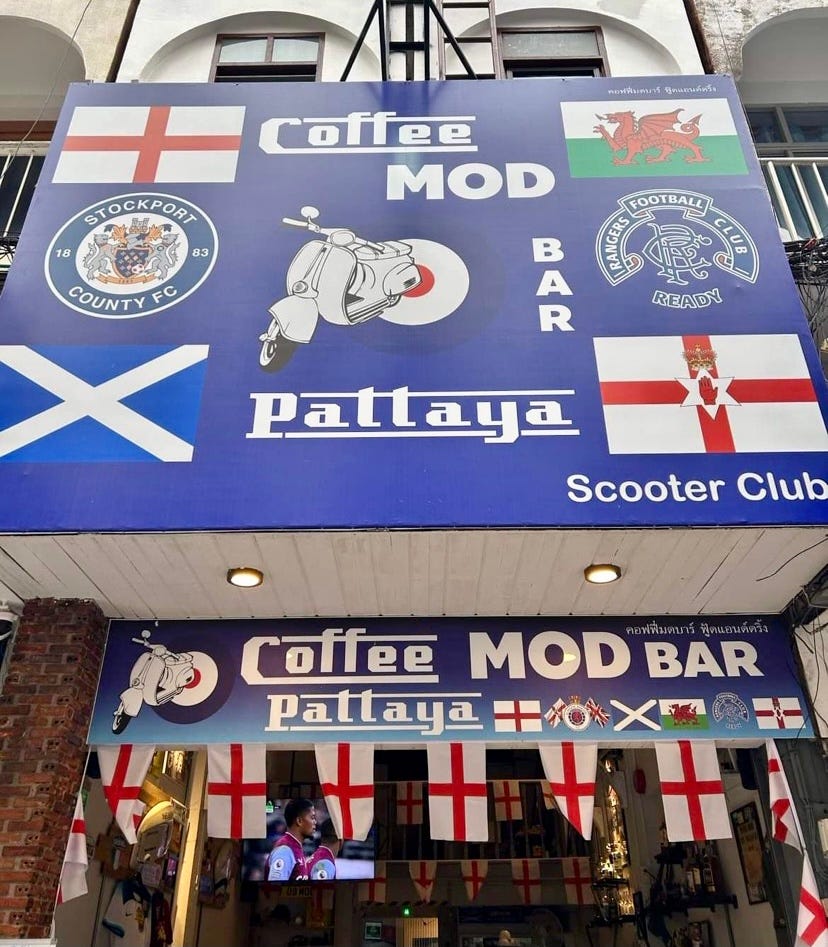 คอฟฟี่มดบาร์ ฟู๊ดแอนด์ดริ้ง
Coffee
MOD
BAR
STOCKPORT
18 83
COUNTY FC
RANGERS FOOTBALL CLUB
READY
Pattaya
Scooter Club
คอฟฟี่มดบาร์ ฟู๊ดแอนด์ดริ้ง
Coffee MOD BAR
Pattaya